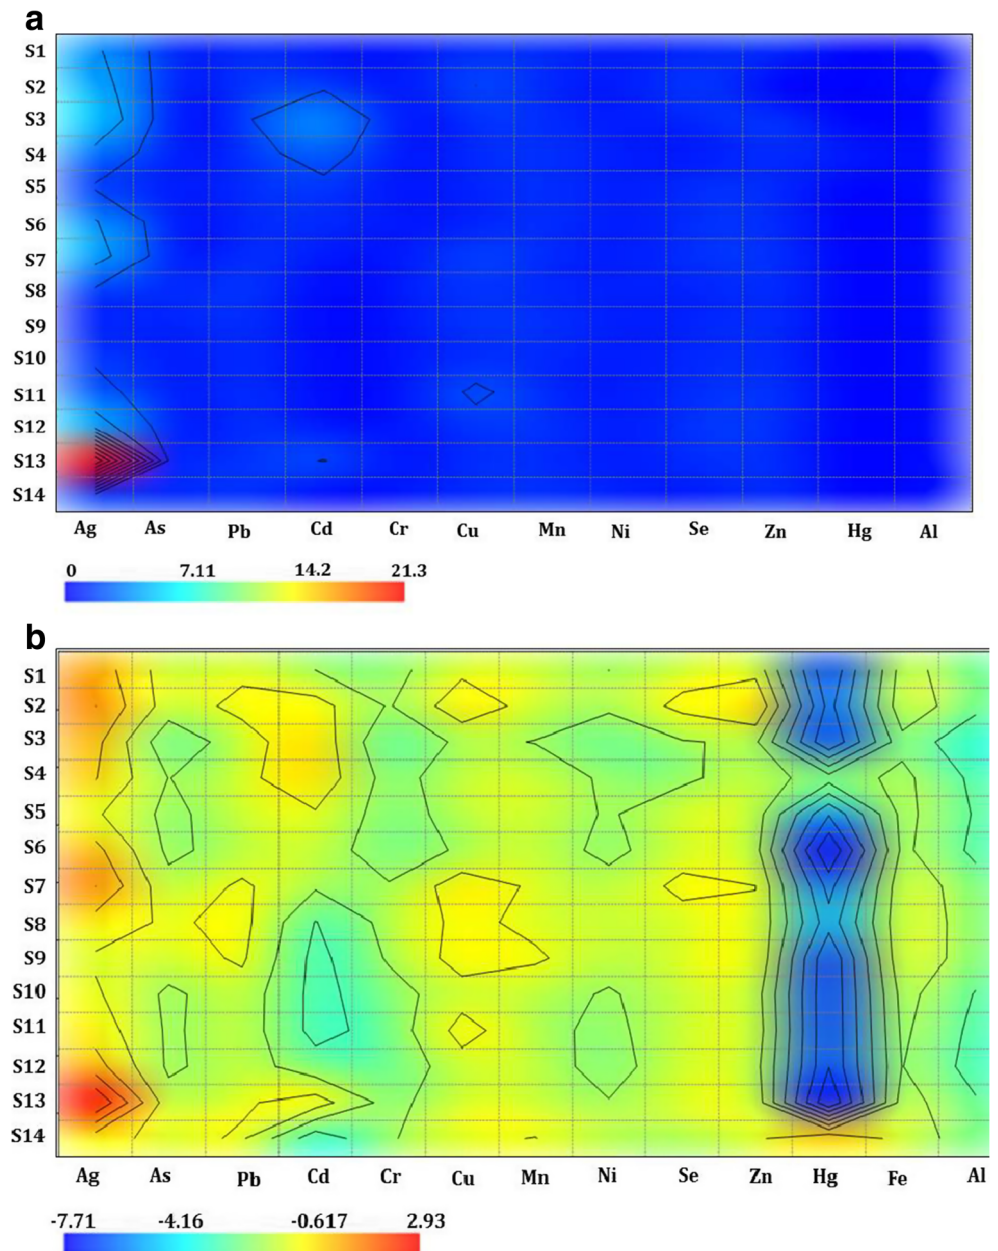 a
S1
S2
S3
S4
S5
S6
S7
S8
S9
S10
S11
S12
S13
S14
Ag As Pb Cd Cr Cu Mn Ni Se Zn Hg Al
0 7.11 14.2 21.3
b
S1
S2
S3
S4
S5
S6
S7
S8
S9
S10
S11
S12
S13
S14
Ag As Pb Cd Cr Cu Mn Ni Se Zn Hg Fe Al
-7.71 -4.16 -0.617 2.93